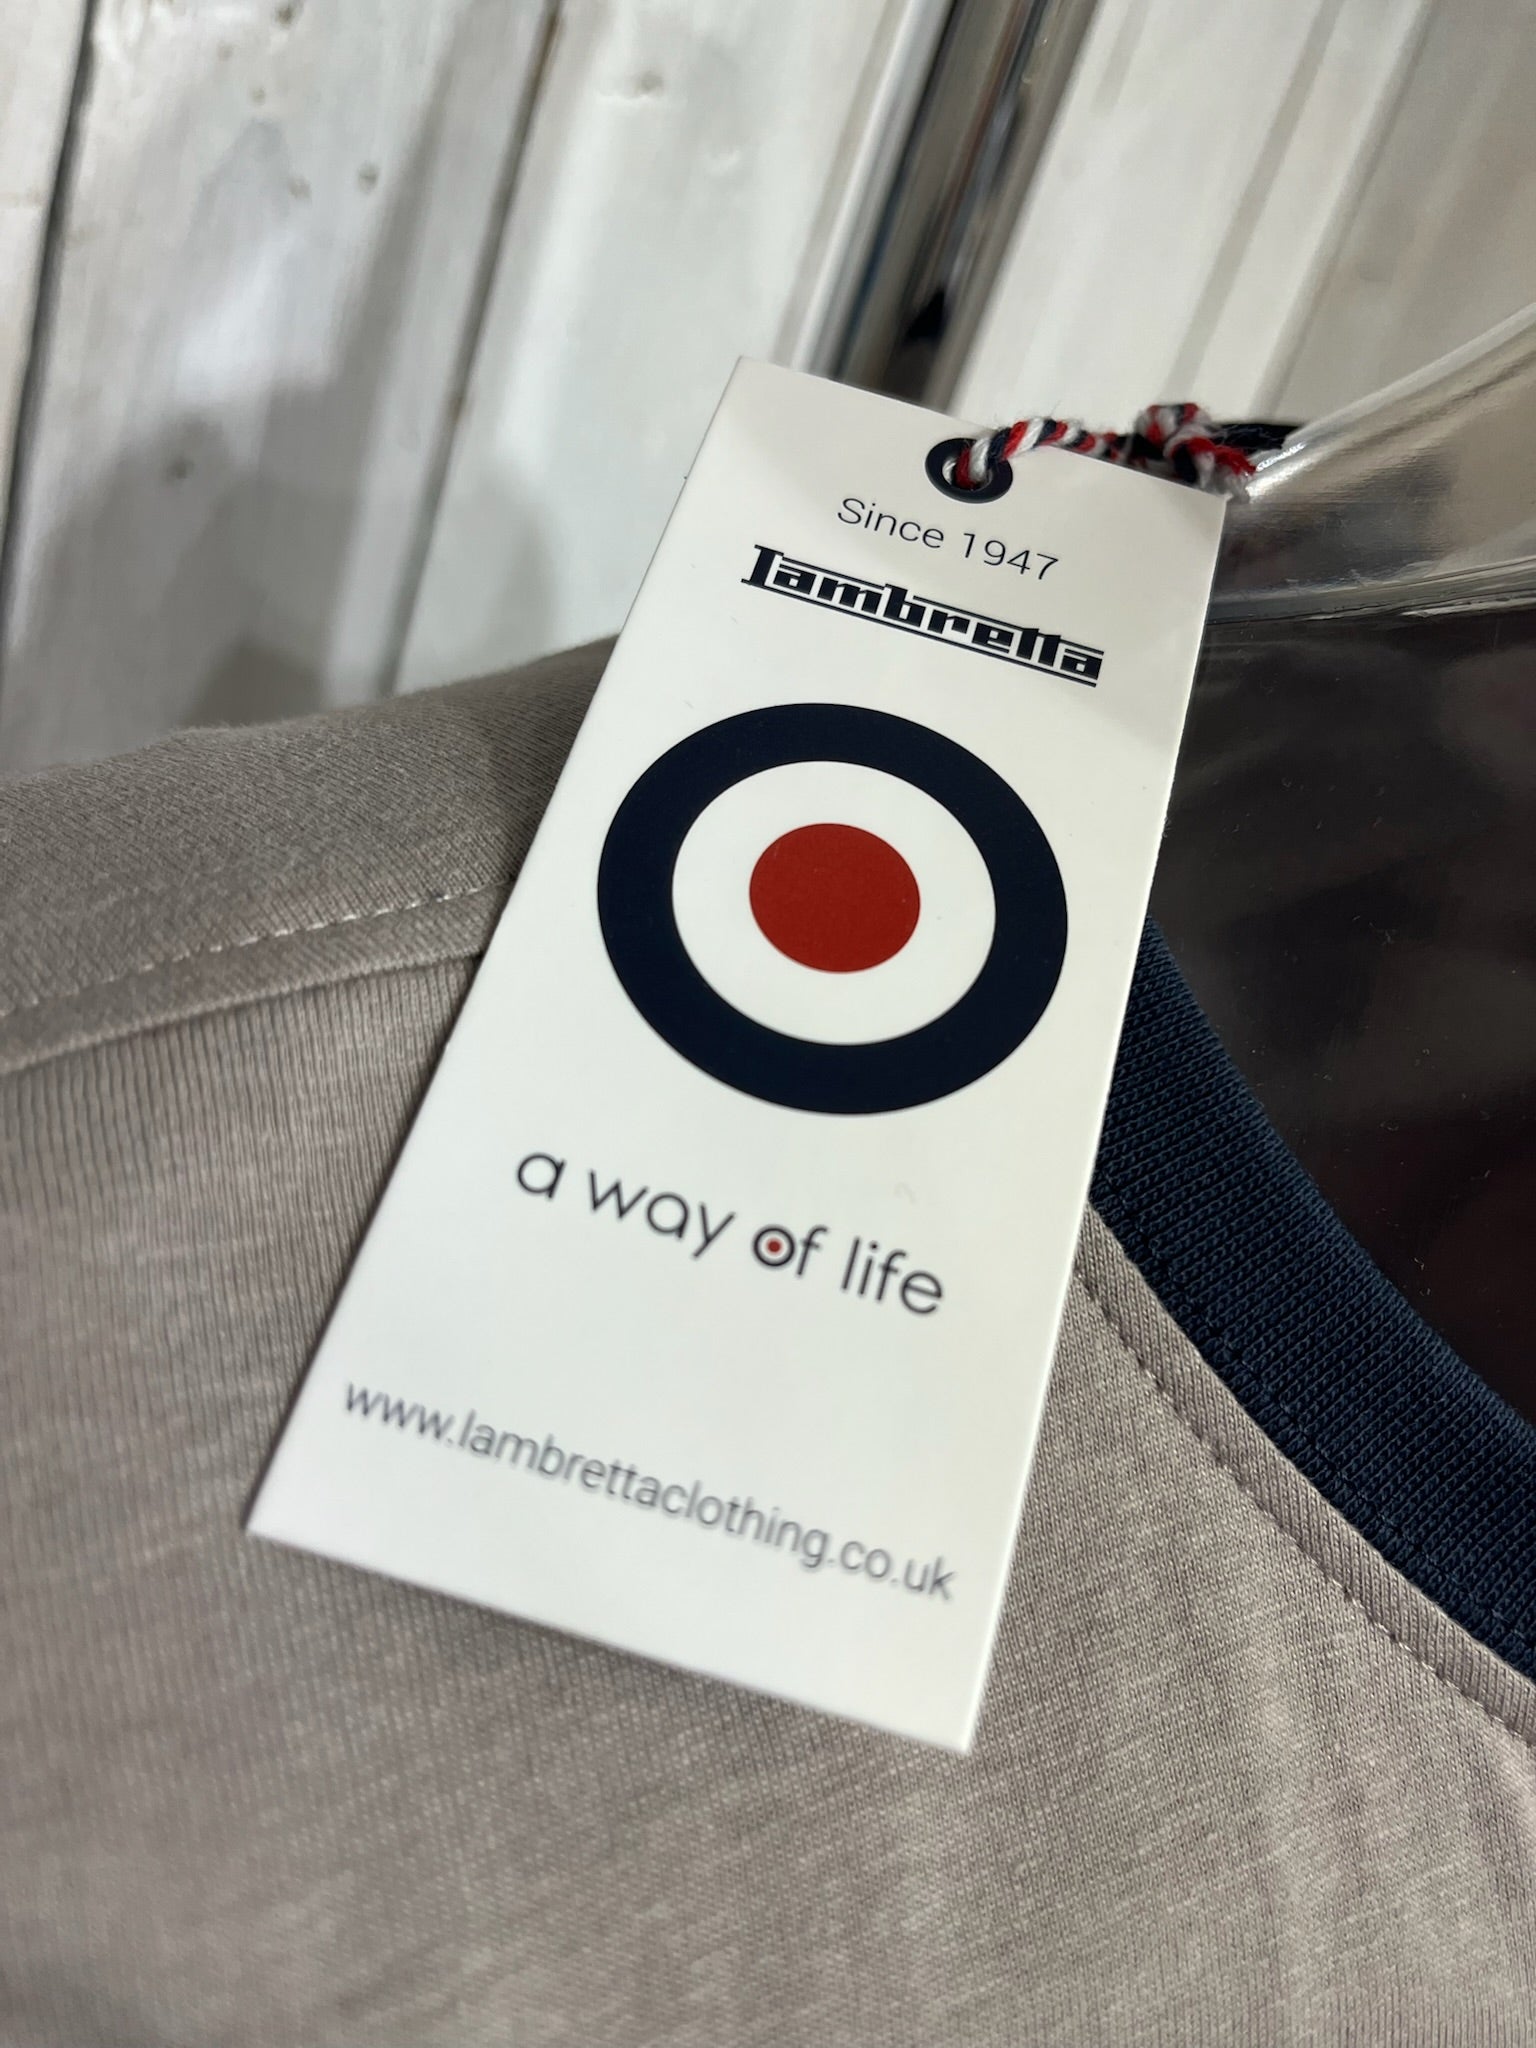 Since 1947
Lambretta
a way of life
www.lambrettaclothing.co.uk